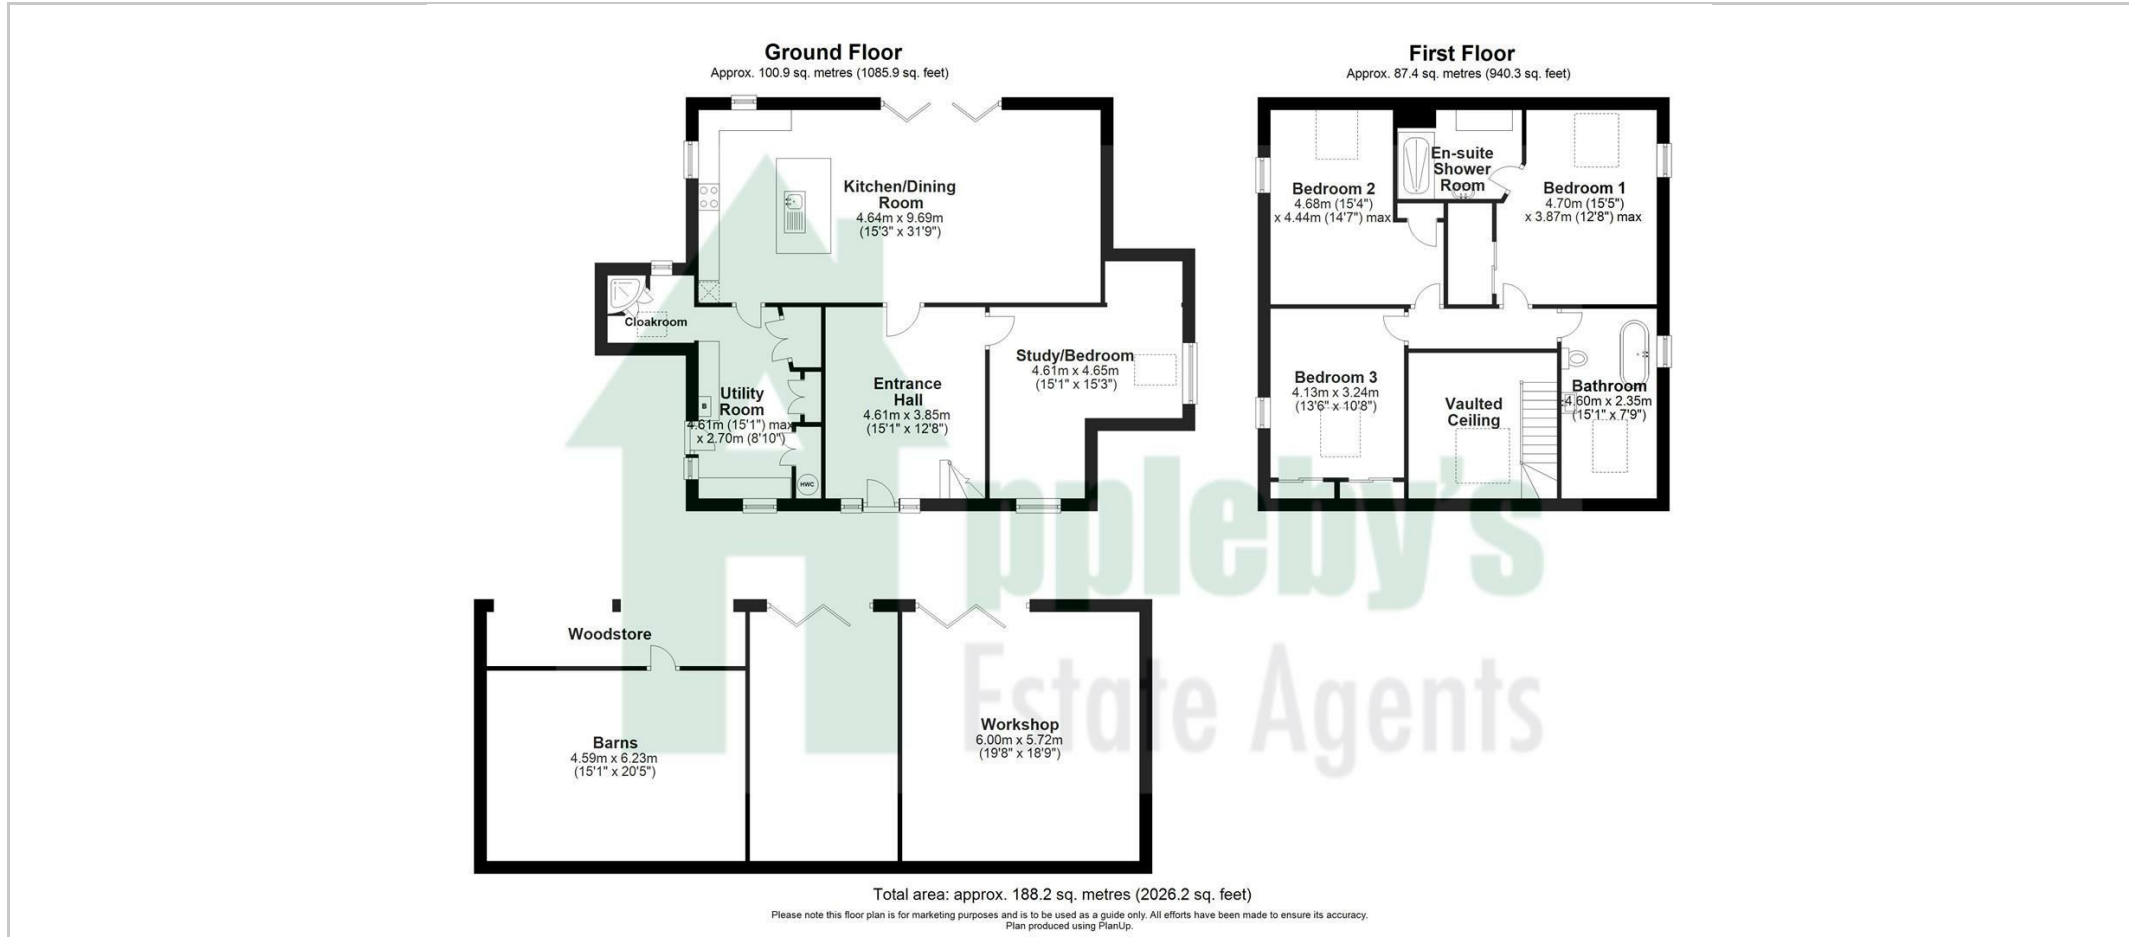 Ground Floor
Approx. 100.9 sq. metres (1085.9 sq. feet)
Kitchen/Dining
Room
4.64m x 9.69m
(15'3" x 31'9")
Cloakroom
Utility
Room
4.61m (15'1") max
x 2.70m (8'10")
B
HWC
Entrance
Hall
4.61m x 3.85m
(15'1" x 12'8")
Study/Bedroom
4.61m x 4.65m
(15'1" x 15'3")
First Floor
Approx. 87.4 sq. metres (940.3 sq. feet)
Bedroom 2
4.68m (15'4")
x 4.44m (14'7") max
En-suite
Shower
Room
Bedroom 1
4.70m (15'5")
x 3.87m (12'8") max
Bedroom 3
4.13m x 3.24m
(13'6" x 10'8")
Vaulted
Ceiling
Bathroom
4.60m x 2.35m
(15'1" x 7'9")
Woodstore
Barns
4.59m x 6.23m
(15'1" x 20'5")
Workshop
6.00m x 5.72m
(19'8" x 18'9")
Appleby's
Estate Agents
Total area: approx. 188.2 sq. metres (2026.2 sq. feet)
Please note this floor plan is for marketing purposes and is to be used as a guide only. All efforts have been made to ensure its accuracy.
Plan produced using PlanUp.